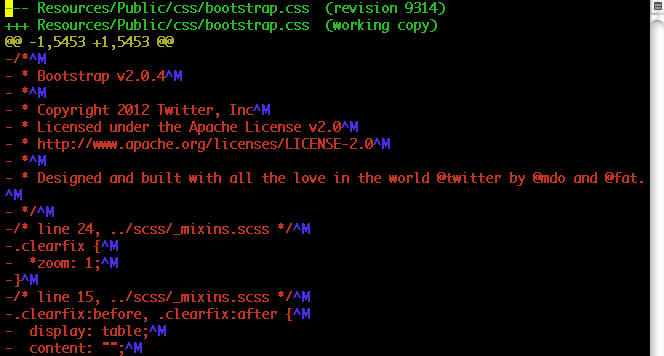 --- Resources/Public/css/bootstrap.css  (revision 9314)
+++ Resources/Public/css/bootstrap.css  (working copy)
@@ -1,5453 +1,5453 @@
-/*^M
- * Bootstrap v2.0.4^M
- *^M
- * Copyright 2012 Twitter, Inc^M
- * Licensed under the Apache License v2.0^M
- * http://www.apache.org/licenses/LICENSE-2.0^M
- *^M
- * Designed and built with all the love in the world @twitter by @mdo and @fat.
^M
- */^M
-/* line 24, ../scss/_mixins.scss */^M
-.clearfix {^M
-  *zoom: 1;^M
-}^M
-/* line 15, ../scss/_mixins.scss */^M
-.clearfix:before, .clearfix:after {^M
-  display: table;^M
-  content: "";^M